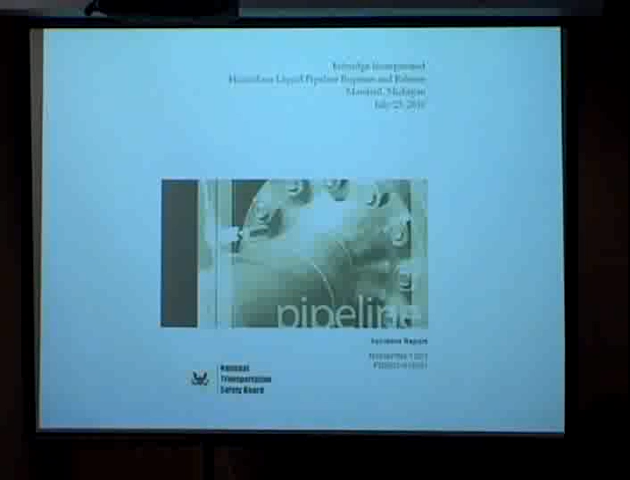 Enbridge Incorporated
Hazardous Liquid Pipeline Rupture and Release
Marshall, Michigan
July 25, 2010
pipeline
Accident Report
National
Transportation
Safety Board